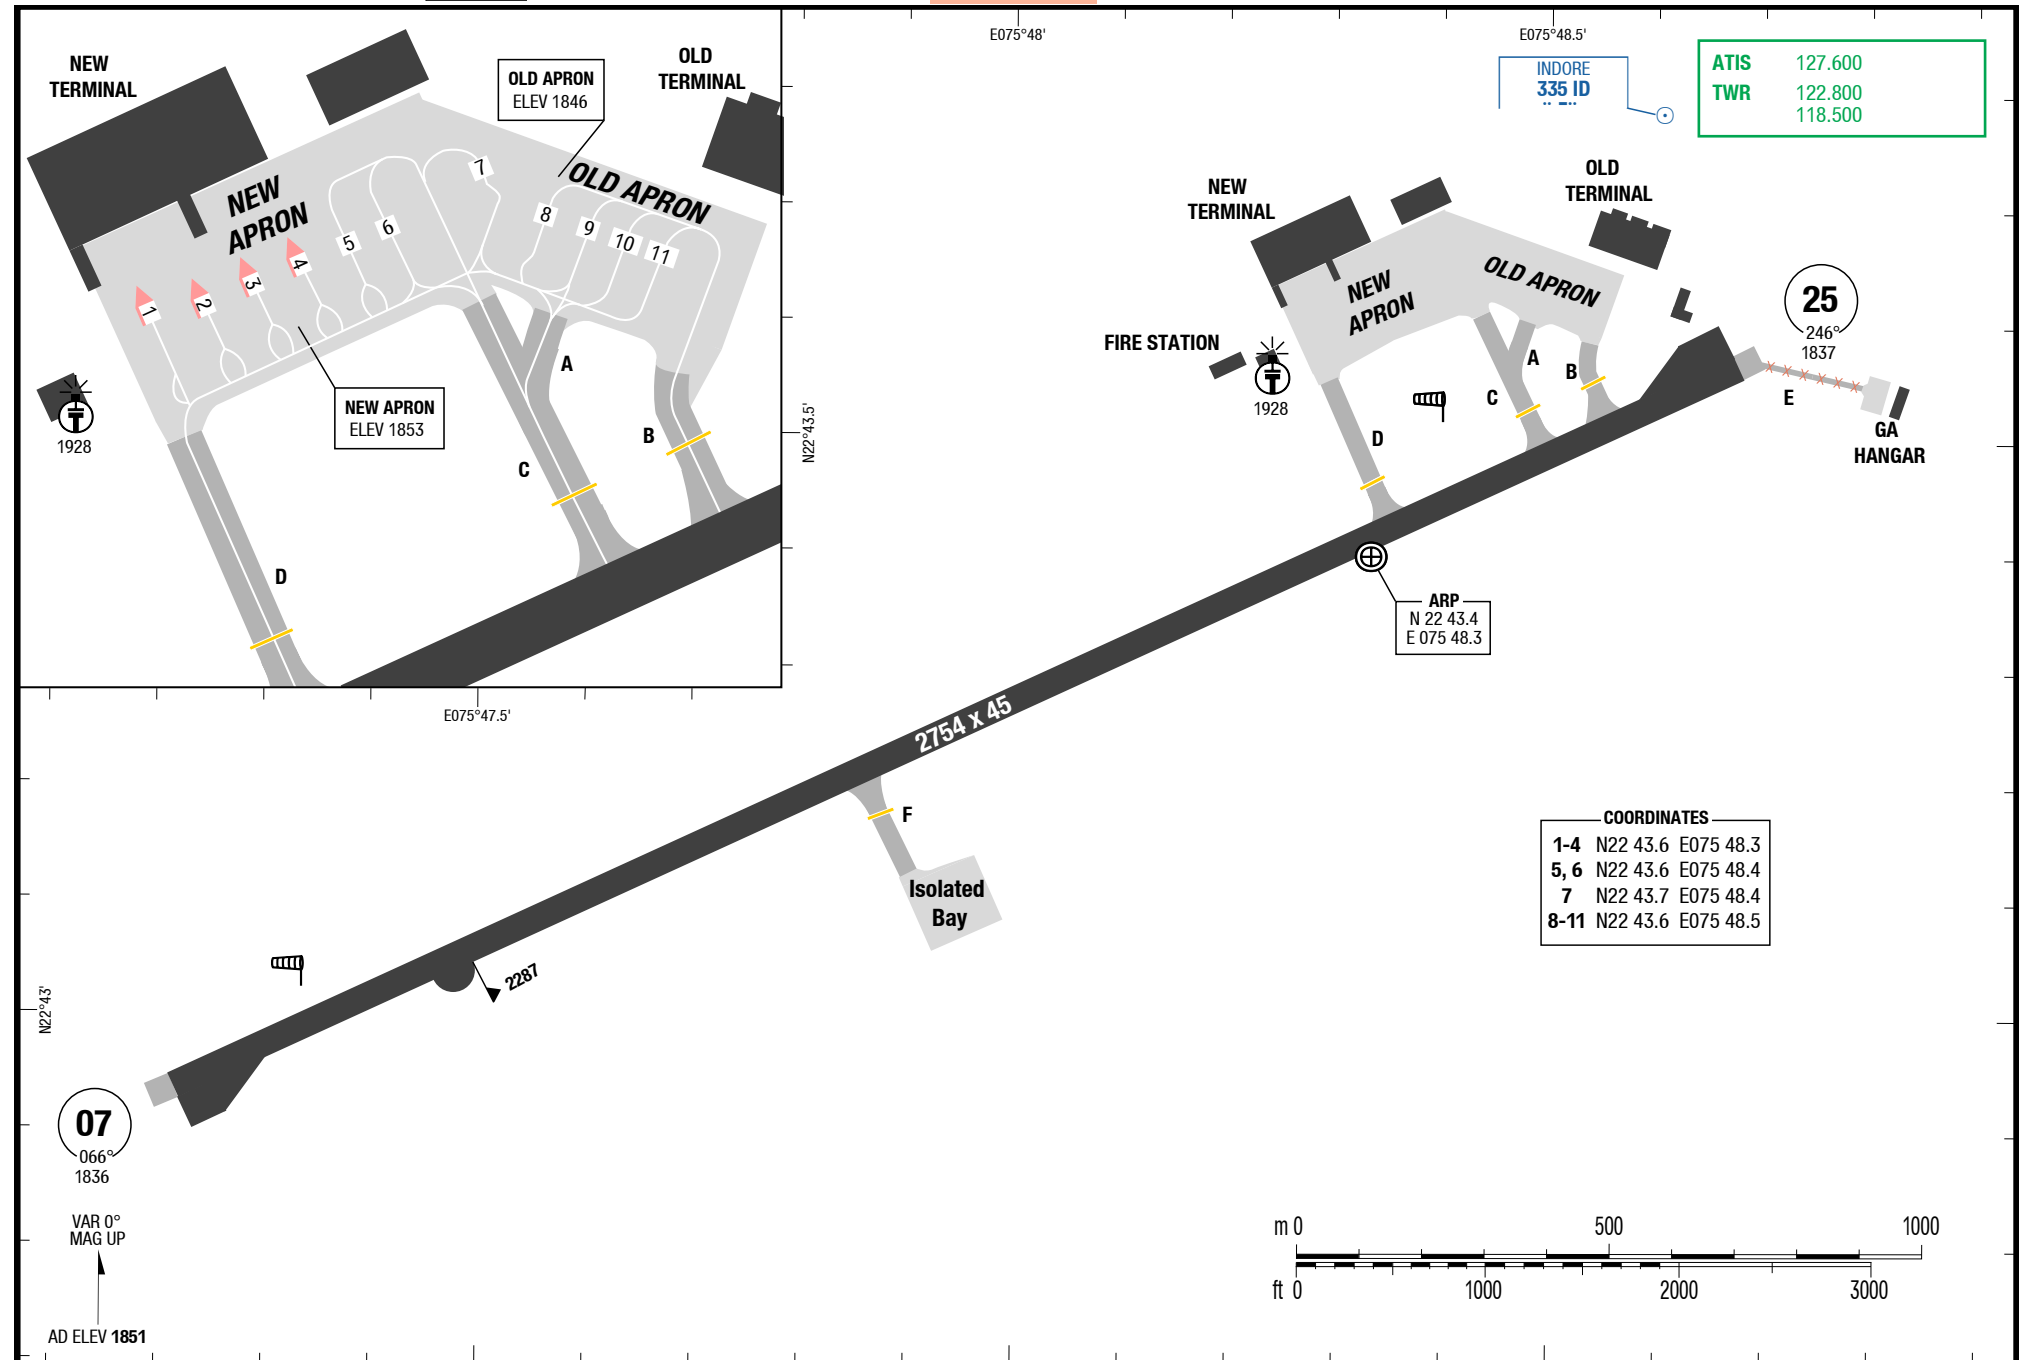 NEW
TERMINAL
OLD APRON
ELEV 1846
OLD
TERMINAL
NEW
APRON
OLD APRON
1
2
3
4
5
6
7
8
9
10
11
NEW APRON
ELEV 1853
1928
A
B
C
D
E075°47.5'
N22°43.5'
E075°48'
E075°48.5'
INDORE
335 ID
ATIS 127.600
TWR 122.800
118.500
NEW
TERMINAL
OLD
TERMINAL
NEW
APRON
OLD APRON
FIRE STATION
1928
A
B
C
D
25
246°
1837
E
GA
HANGAR
ARP
N 22 43.4
E 075 48.3
2754 x 45
F
Isolated
Bay
2287
COORDINATES
1-4 N22 43.6 E075 48.3
5, 6 N22 43.6 E075 48.4
7 N22 43.7 E075 48.4
8-11 N22 43.6 E075 48.5
N22°43'
07
066°
1836
VAR 0°
MAG UP
AD ELEV 1851
m 0 500 1000
ft 0 1000 2000 3000